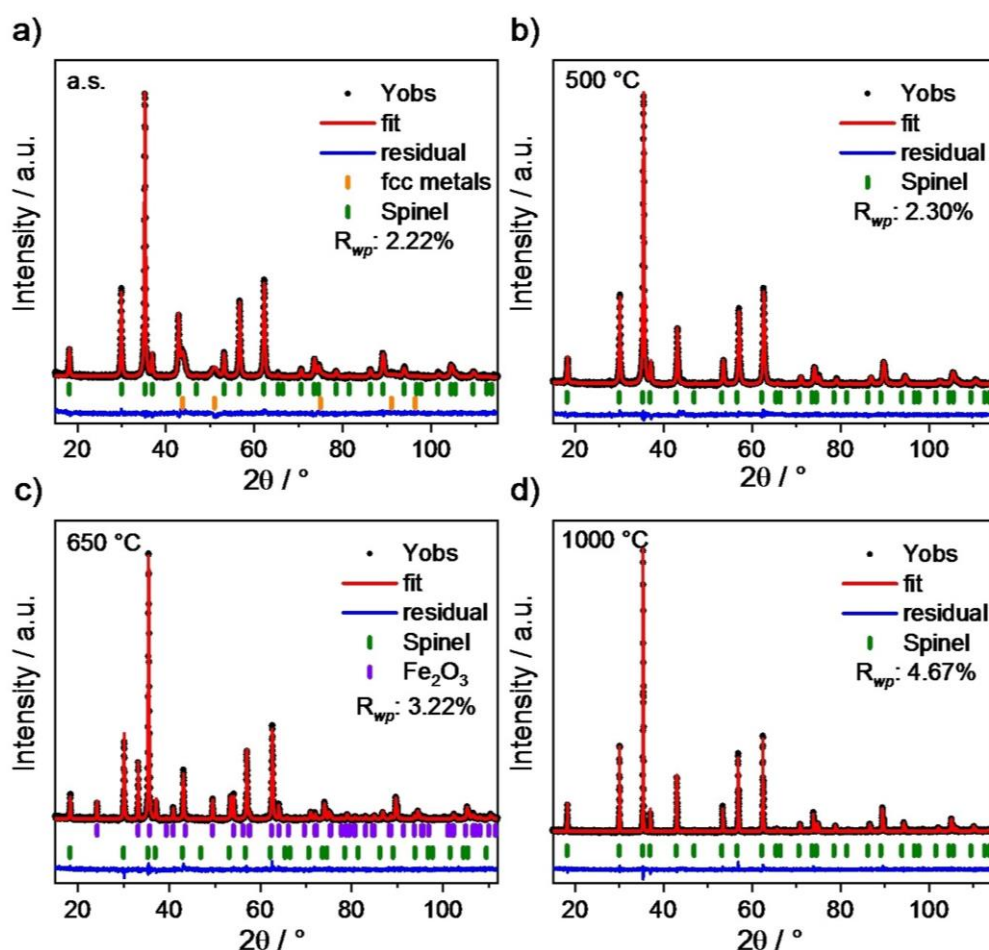 a)
a.s.
Yobs
fit
residual
fcc metals
Spinel
Rwp: 2.22%
Intensity / a.u.
20 40 60 80 100
2θ / °
b)
500 °C
Yobs
fit
residual
Spinel
Rwp: 2.30%
Intensity / a.u.
20 40 60 80 100
2θ / °
c)
650 °C
Yobs
fit
residual
Spinel
Fe2O3
Rwp: 3.22%
Intensity / a.u.
20 40 60 80 100
2θ / °
d)
1000 °C
Yobs
fit
residual
Spinel
Rwp: 4.67%
Intensity / a.u.
20 40 60 80 100
2θ / °